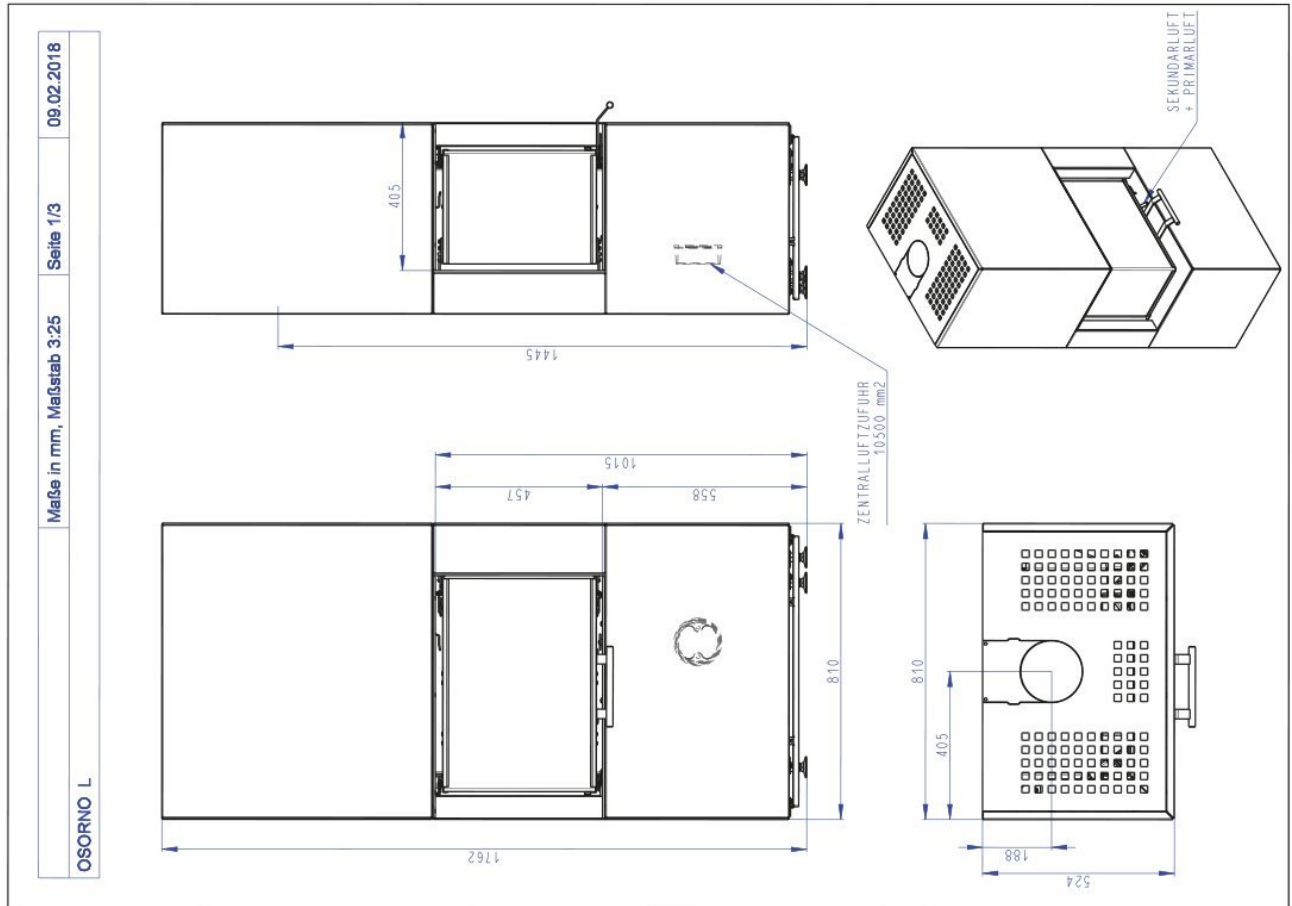 OSORNO L
Maße in mm, Maßstab 3:25
Seite 1/3
09.02.2018
405
1445
ZENTRALLUFTZUFUHR
10500 mm2
SEKUNDARLUFT
+ PRIMARLUFT
1762
457
1015
558
810
810
405
188
524